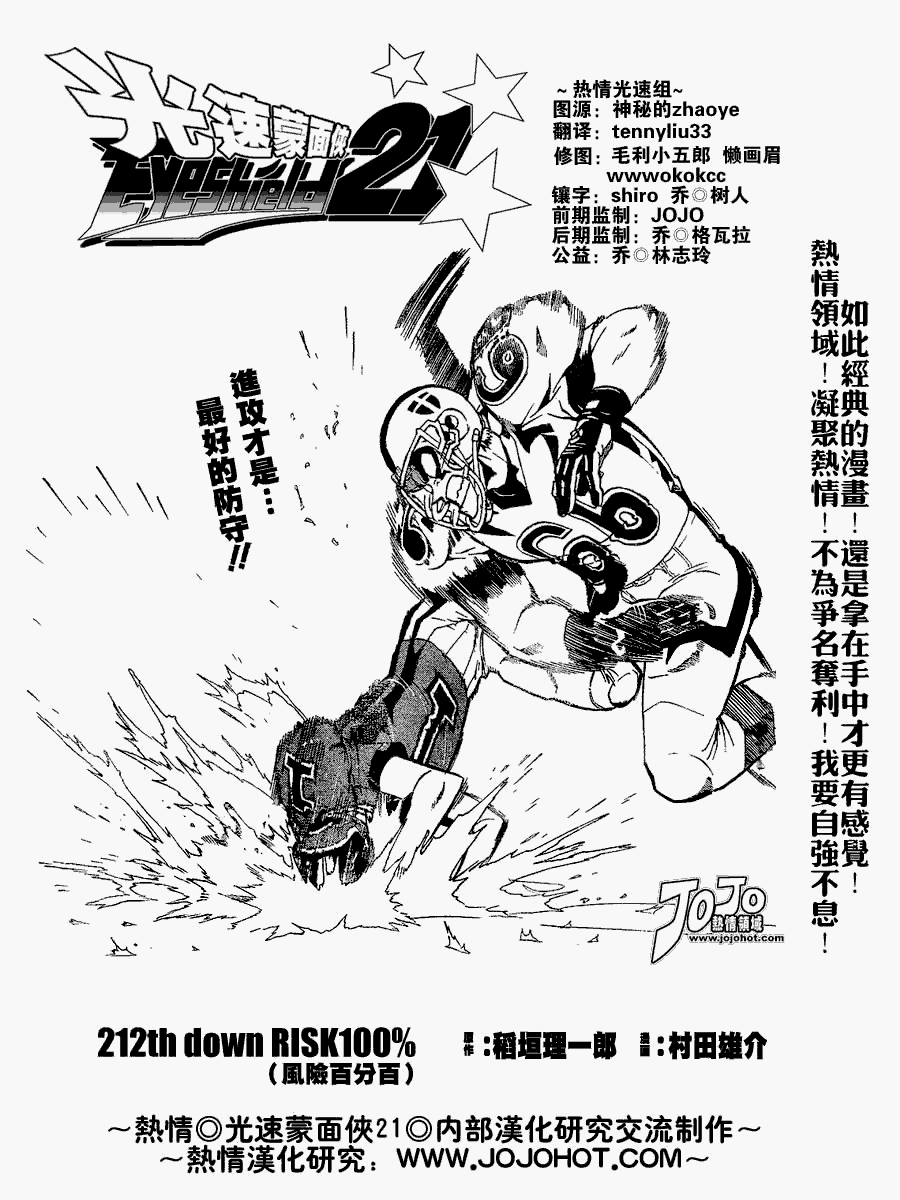 光速蒙面俠21
Eyeshield 21
~热情光速组~
图源：神秘的zhaoye
翻译：tennyliu33
修图：毛利小五郎 懒画眉
wwwokokcc
镶字：shiro 乔◎树人
前期监制：JOJO
后期监制：乔◎格瓦拉
公益：乔◎林志玲
如此經典的漫畫！還是拿在手中才更有感覺！
熱情領域！凝聚熱情！不為爭名奪利！我要自強不息！
進攻才是…
最好的防守!!
JOJO
熱情領域
www.jojohot.com
212th down RISK100%
（風險百分百）
原作：稻垣理一郎 漫画：村田雄介
～熱情◎光速蒙面俠21◎内部漢化研究交流制作～
～熱情漢化研究：WWW.JOJOHOT.COM～